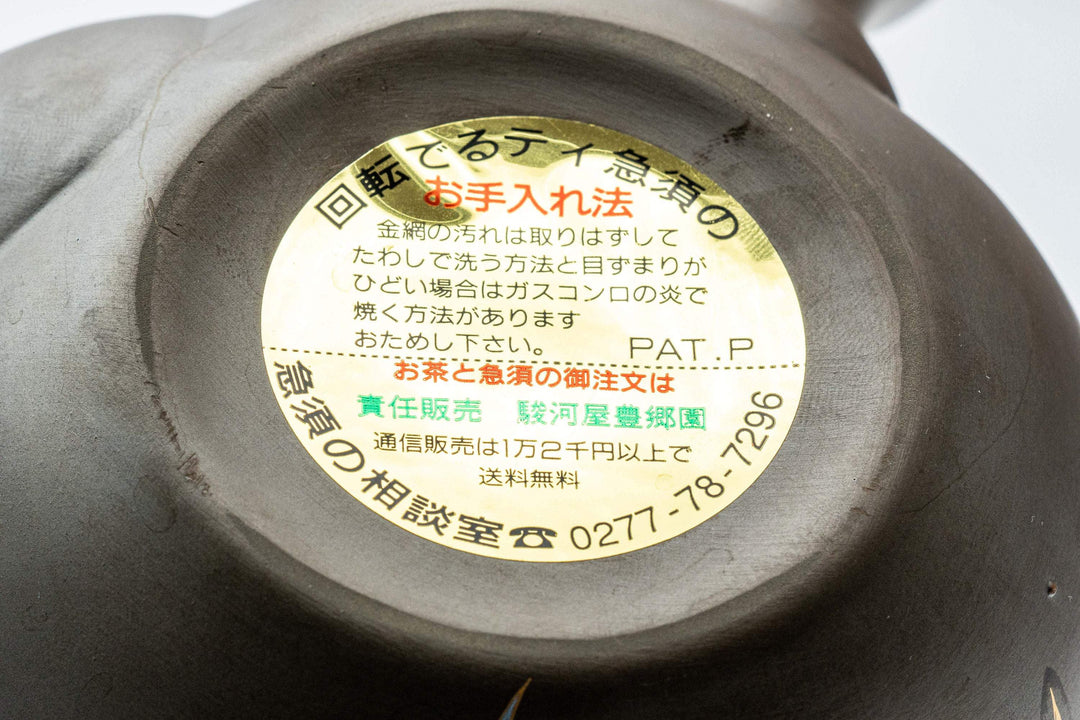 回転でるティ急須の
お手入れ法
金網の汚れは取りはずして
たわしで洗う方法と目ずまりが
ひどい場合はガスコンロの炎で
焼く方法があります
おためし下さい。 PAT.P
お茶と急須の御注文は
責任販売 駿河屋豊郷園
通信販売は1万2千円以上で
送料無料
急須の相談室☎0277-78-7296